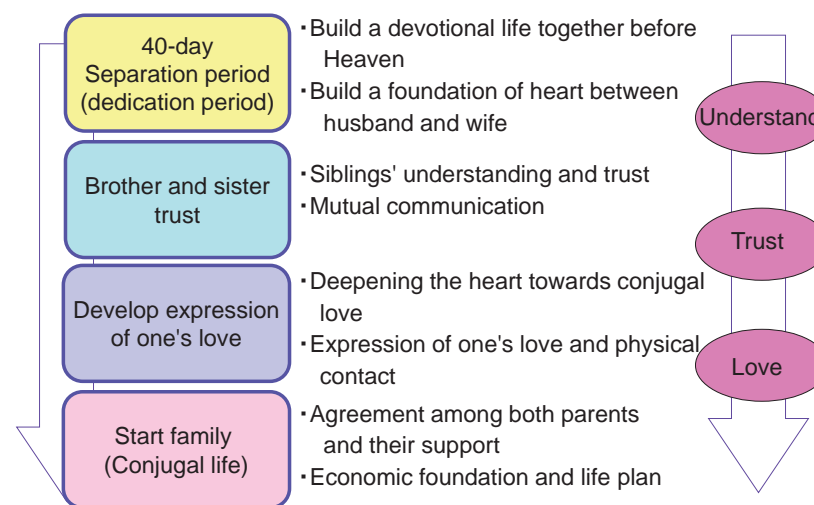 40-day
Separation period
(dedication period)
・Build a devotional life together before
Heaven
・Build a foundation of heart between
husband and wife
Understand
Brother and sister
trust
・Siblings' understanding and trust
・Mutual communication
Trust
Develop expression
of one's love
・Deepening the heart towards conjugal
love
・Expression of one's love and physical
contact
Love
Start family
(Conjugal life)
・Agreement among both parents
and their support
・Economic foundation and life plan